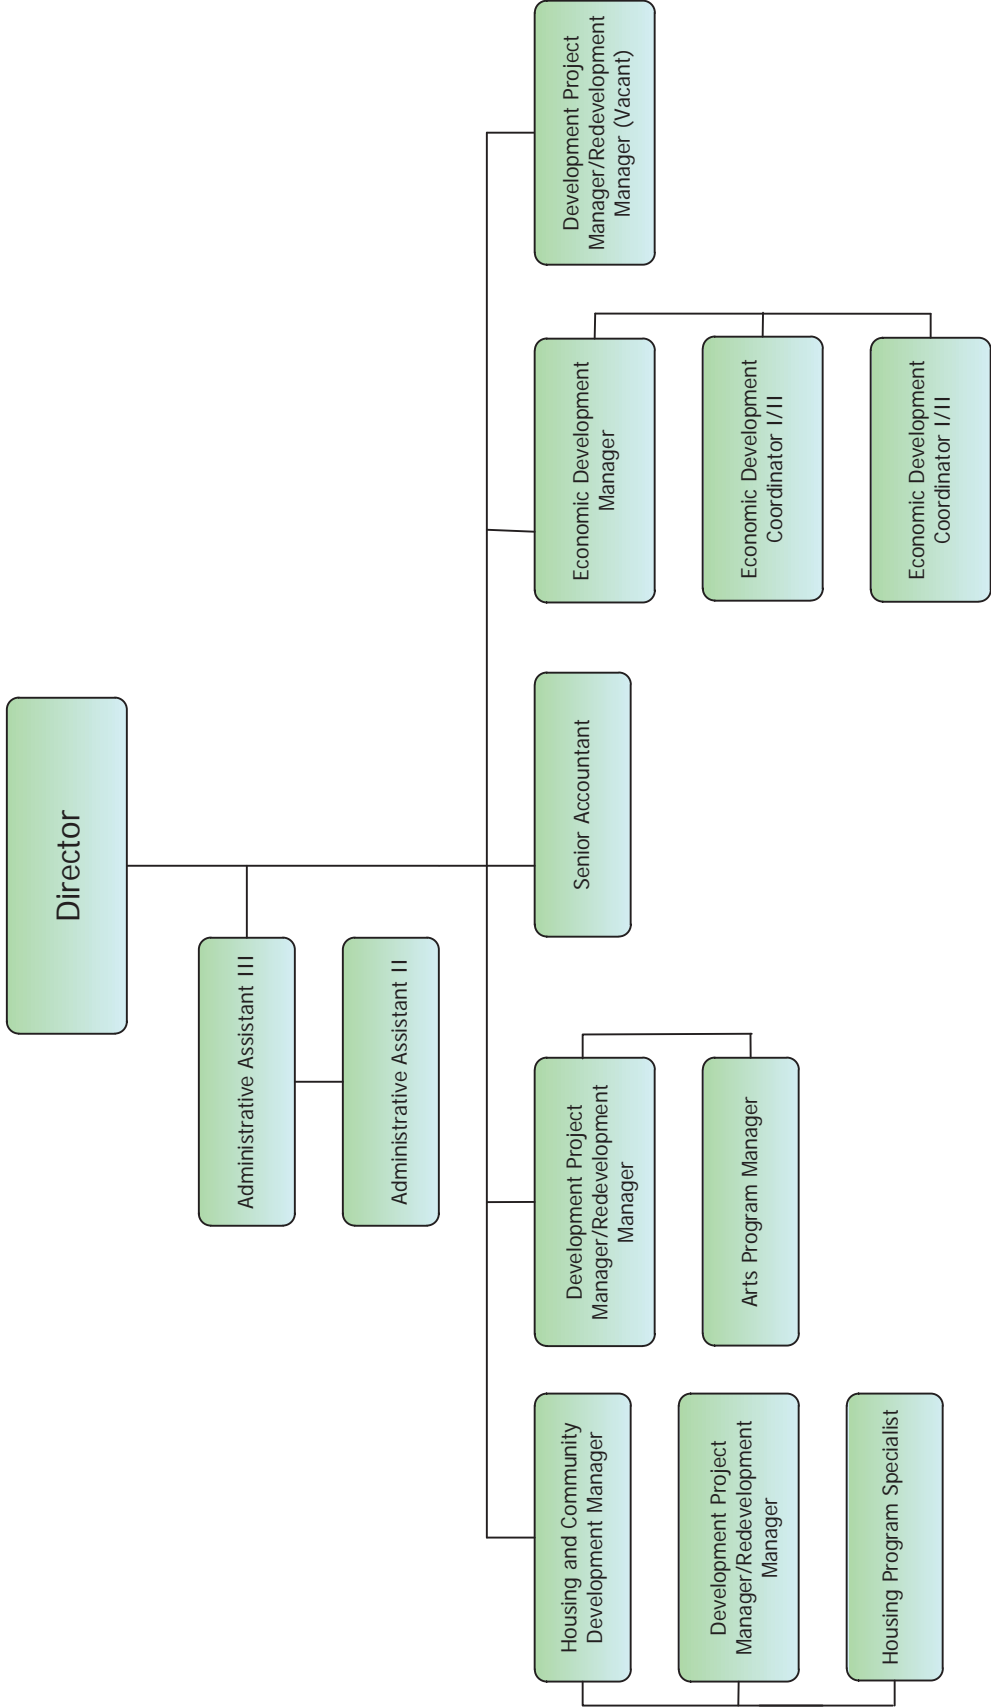 Director
Administrative Assistant III
Administrative Assistant II
Housing and Community
Development Manager
Development Project
Manager/Redevelopment
Manager
Housing Program Specialist
Development Project
Manager/Redevelopment
Manager
Arts Program Manager
Senior Accountant
Economic Development
Manager
Economic Development
Coordinator I/II
Economic Development
Coordinator I/II
Development Project
Manager/Redevelopment
Manager (Vacant)